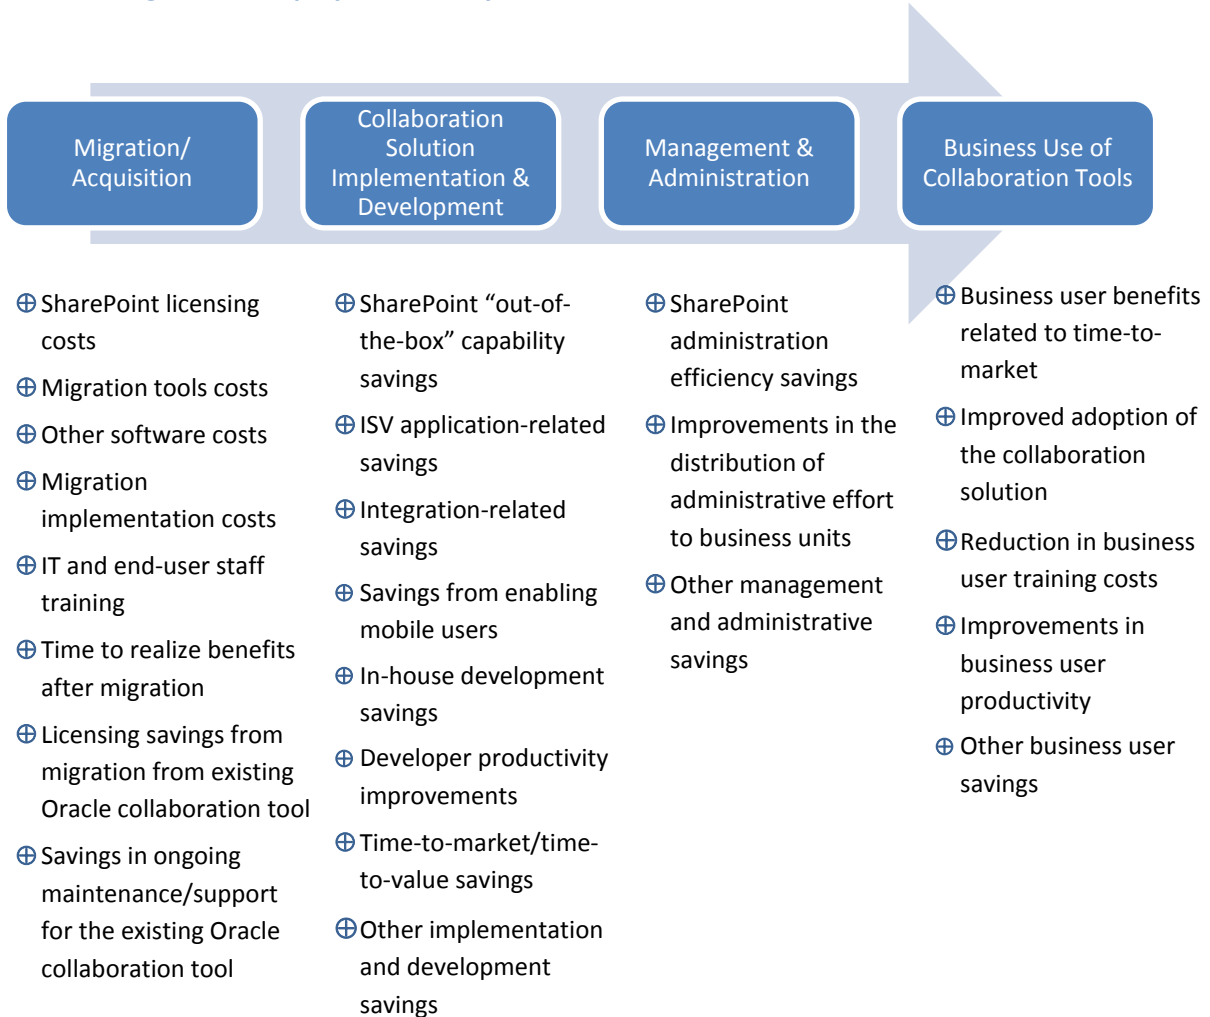 Migration/
Acquisition
Collaboration
Solution
Implementation &
Development
Management &
Administration
Business Use of
Collaboration Tools
SharePoint licensing
costs
Migration tools costs
Other software costs
Migration
implementation costs
IT and end-user staff
training
Time to realize benefits
after migration
Licensing savings from
migration from existing
Oracle collaboration tool
Savings in ongoing
maintenance/support
for the existing Oracle
collaboration tool
SharePoint “out-of-
the-box” capability
savings
ISV application-related
savings
Integration-related
savings
Savings from enabling
mobile users
In-house development
savings
Developer productivity
improvements
Time-to-market/time-
to-value savings
Other implementation
and development
savings
SharePoint
administration
efficiency savings
Improvements in the
distribution of
administrative effort
to business units
Other management
and administrative
savings
Business user benefits
related to time-to-
market
Improved adoption of
the collaboration
solution
Reduction in business
user training costs
Improvements in
business user
productivity
Other business user
savings